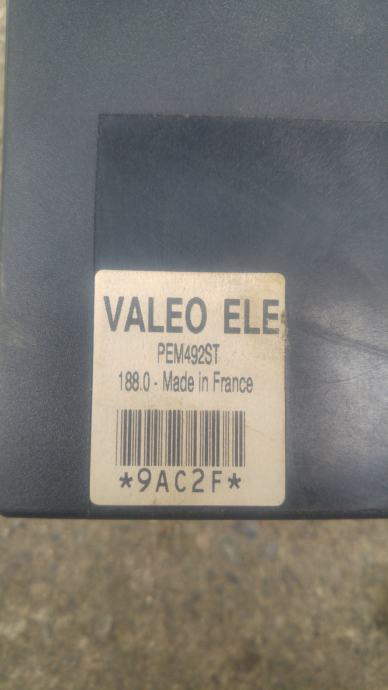 VALEO ELE
PEM492ST
188.0 - Made in France
*9AC2F*